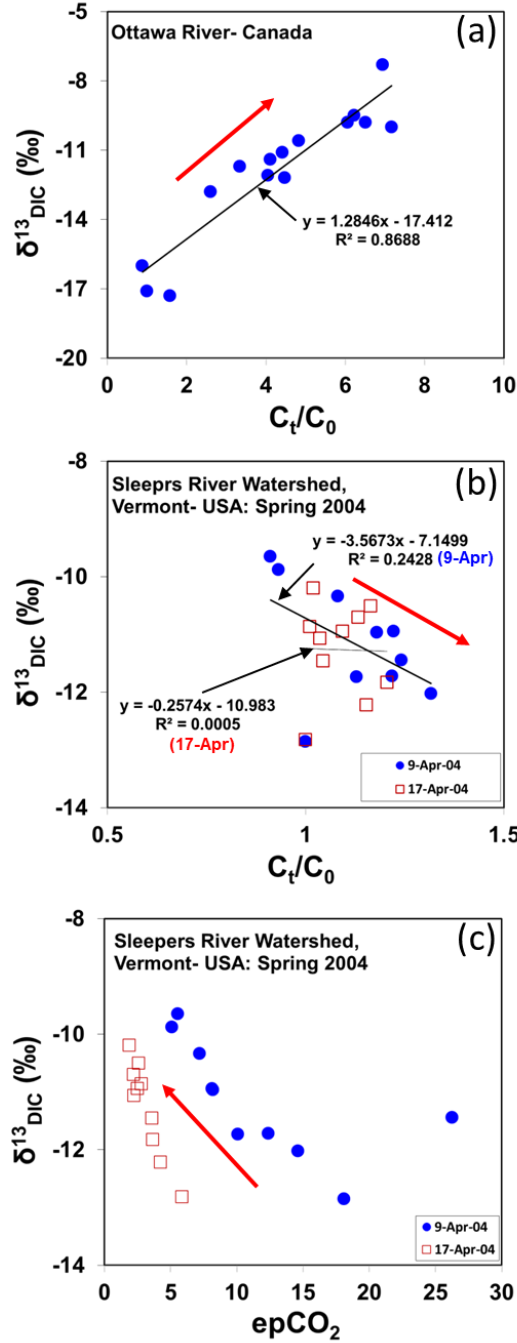 (a)
Ottawa River- Canada
-5
-8
-11
-14
-17
-20
δ¹³DIC (‰)
y = 1.2846x - 17.412
R² = 0.8688
0 2 4 6 8 10
Ct/C0
(b)
Sleeprs River Watershed,
Vermont- USA: Spring 2004
-8
-10
-12
-14
δ¹³DIC (‰)
y = -3.5673x - 7.1499
R² = 0.2428 (9-Apr)
y = -0.2574x - 10.983
R² = 0.0005
(17-Apr)
9-Apr-04
17-Apr-04
0.5 1 1.5
Ct/C0
(c)
Sleepers River Watershed,
Vermont- USA: Spring 2004
-8
-10
-12
-14
δ¹³DIC (‰)
9-Apr-04
17-Apr-04
0 5 10 15 20 25 30
epCO₂